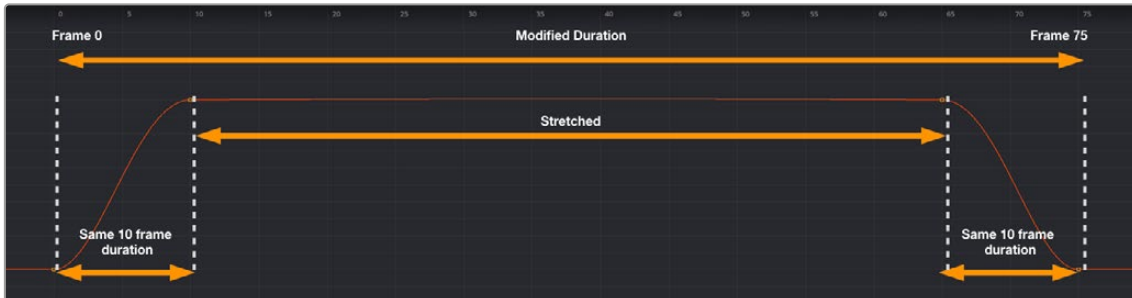 0 5 10 15 20 25 30 35 40 45 50 55 60 65 70 75
Frame 0 Modified Duration Frame 75
Stretched
Same 10 frame Same 10 frame
duration duration